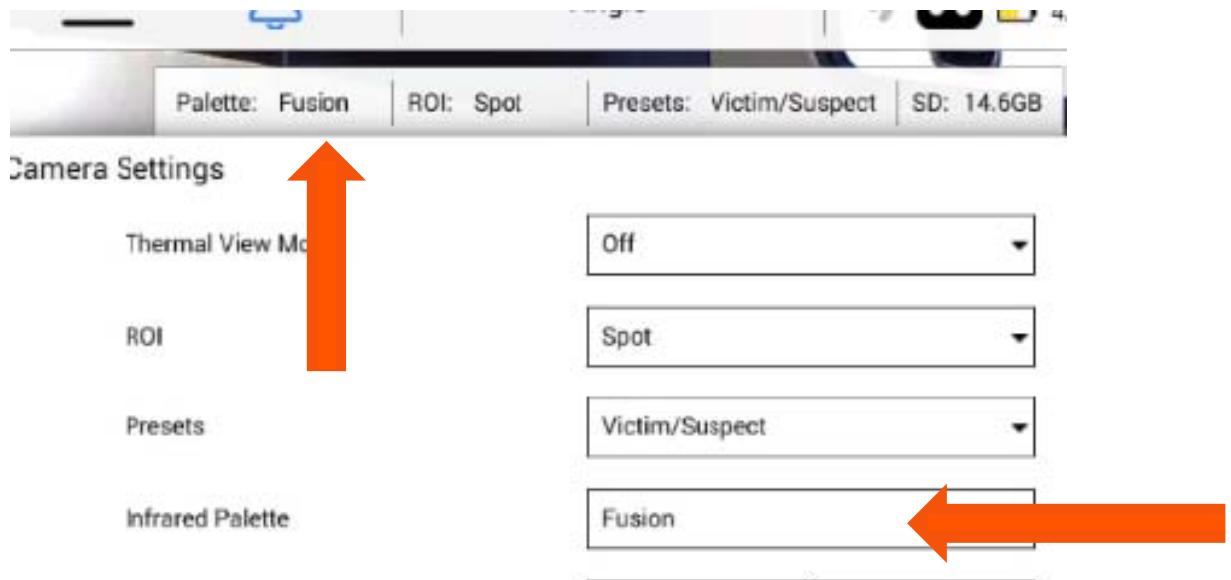 Palette: Fusion ROI: Spot Presets: Victim/Suspect SD: 14.6GB
Camera Settings
Thermal View Off
ROI Spot
Presets Victim/Suspect
Infrared Palette Fusion